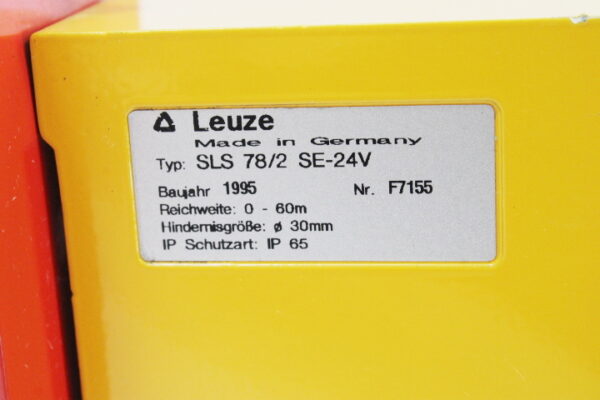 Leuze
Made in Germany
Typ: SLS 78/2 SE-24V
Baujahr 1995 Nr. F7155
Reichweite: 0 - 60m
Hindernisgröße: ø 30mm
IP Schutzart: IP 65